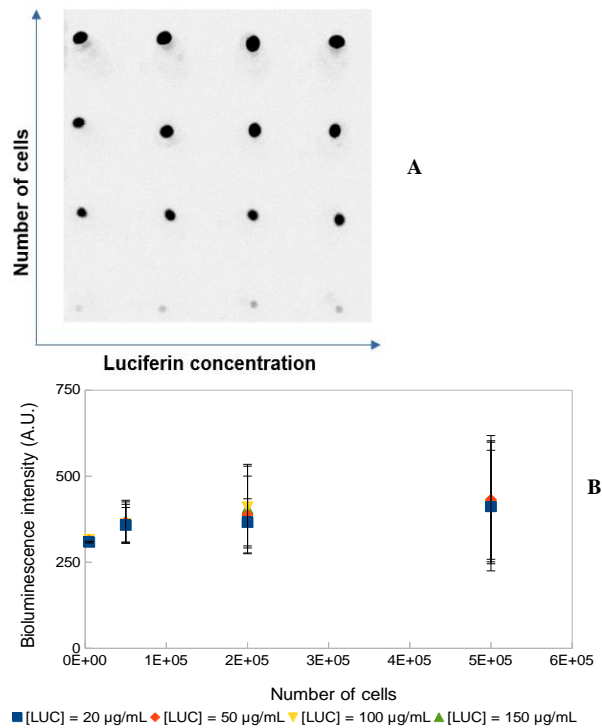 Number of cells
A
Luciferin concentration
Bioluminescence intensity (A.U.)
750
500
250
0
B
0E+00 1E+05 2E+05 3E+05 4E+05 5E+05 6E+05
Number of cells
[LUC] = 20 µg/mL [LUC] = 50 µg/mL [LUC] = 100 µg/mL [LUC] = 150 µg/mL